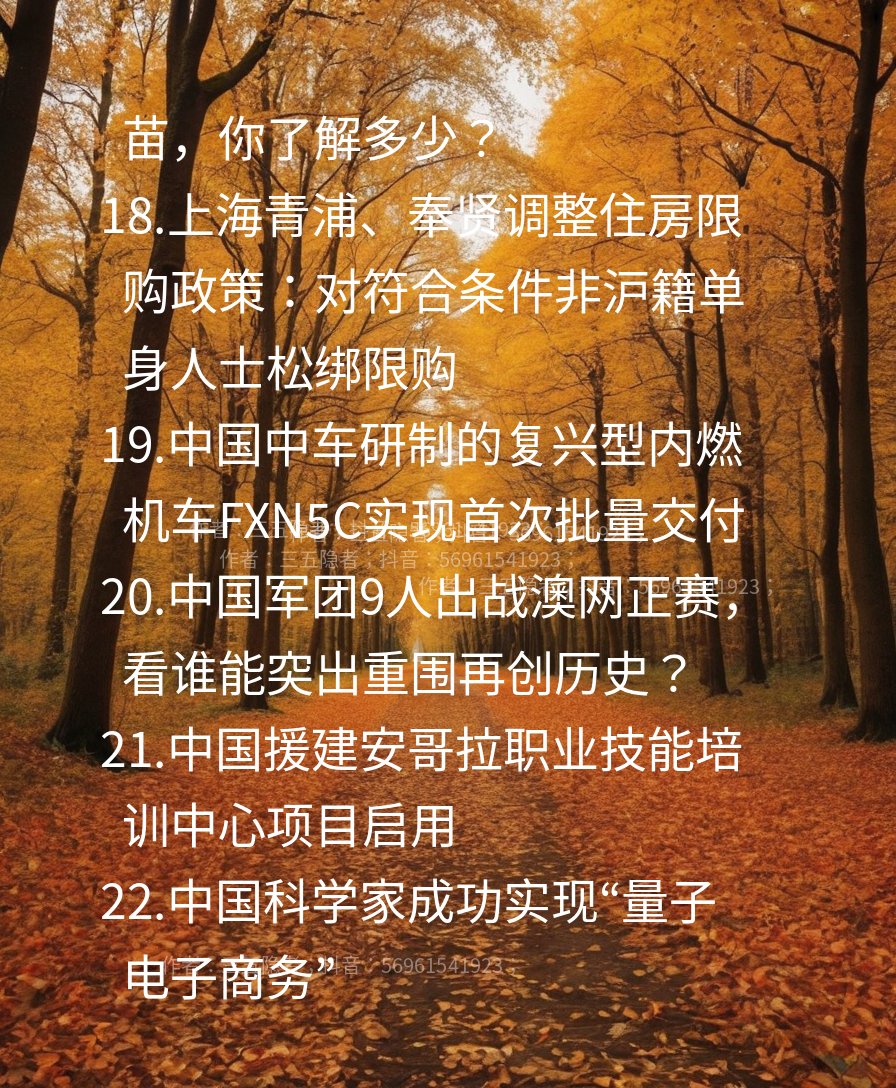 苗，你了解多少？
18.上海青浦、奉贤调整住房限
购政策：对符合条件非沪籍单
身人士松绑限购
19.中国中车研制的复兴型内燃
机车FXN5C实现首次批量交付
作者：三五隐者；抖音：56961541923；
20.中国军团9人出战澳网正赛，
看谁能突出重围再创历史？
21.中国援建安哥拉职业技能培
训中心项目启用
22.中国科学家成功实现“量子
电子商务”
抖音：56961541923；